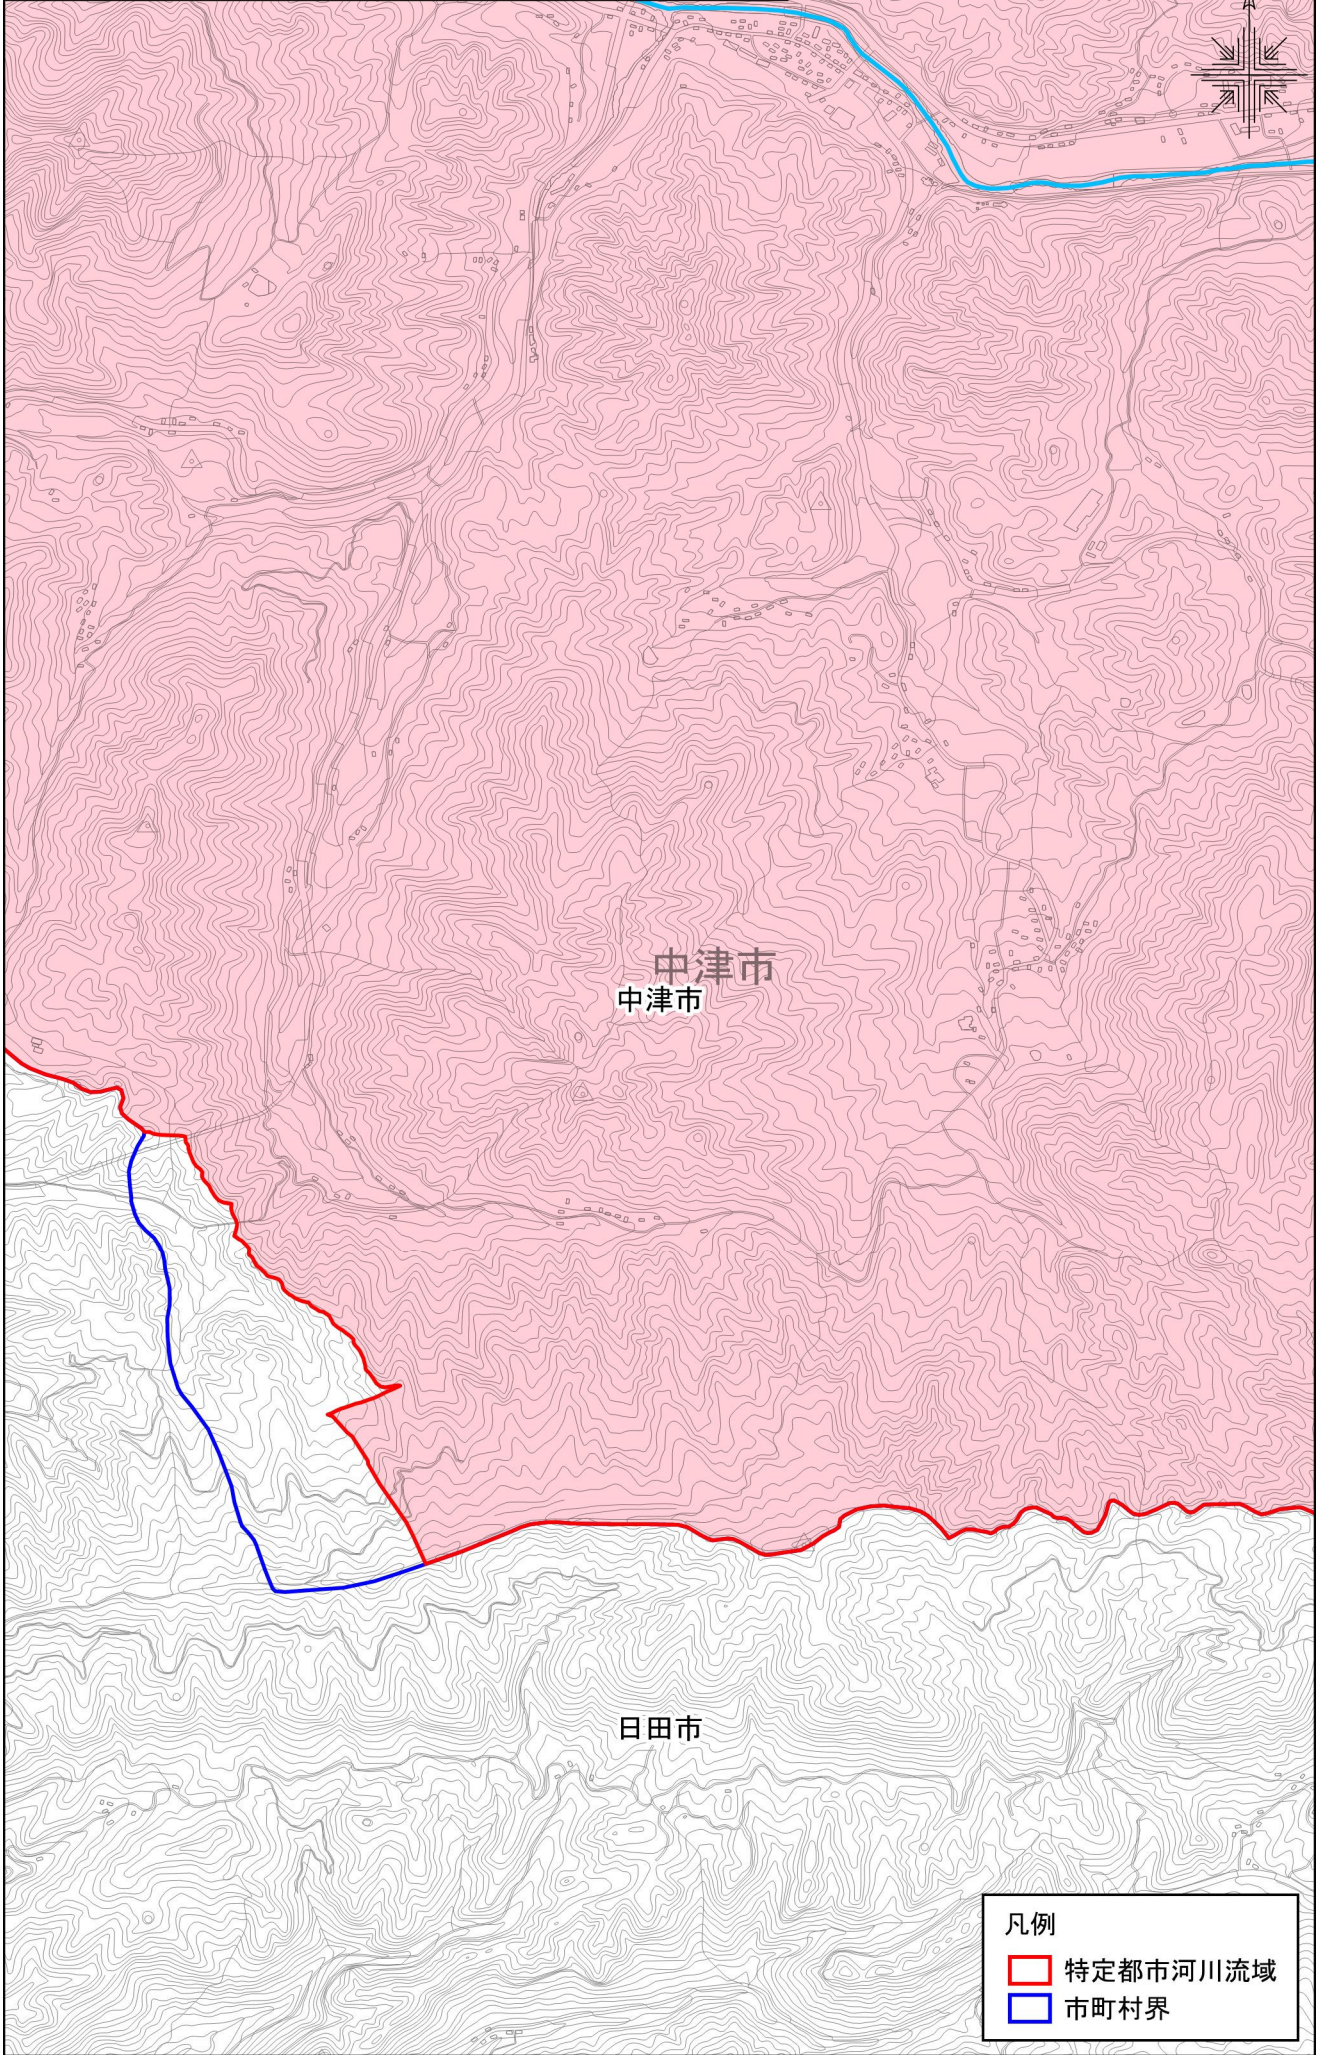 中津市
中津市
日田市
凡例
特定都市河川流域
市町村界